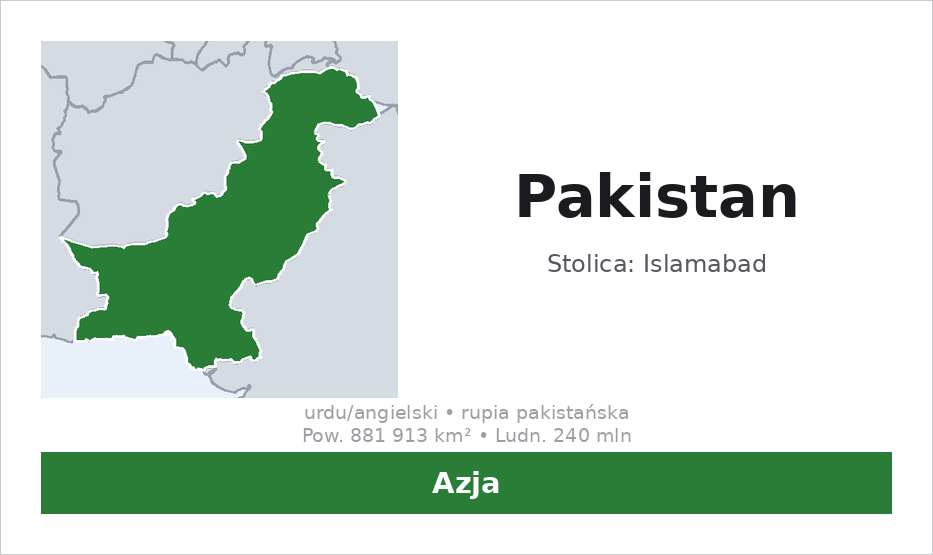 Pakistan
Stolica: Islamabad
urdu/angielski • rupia pakistańska
Pow. 881 913 km² • Ludn. 240 mln
Azja